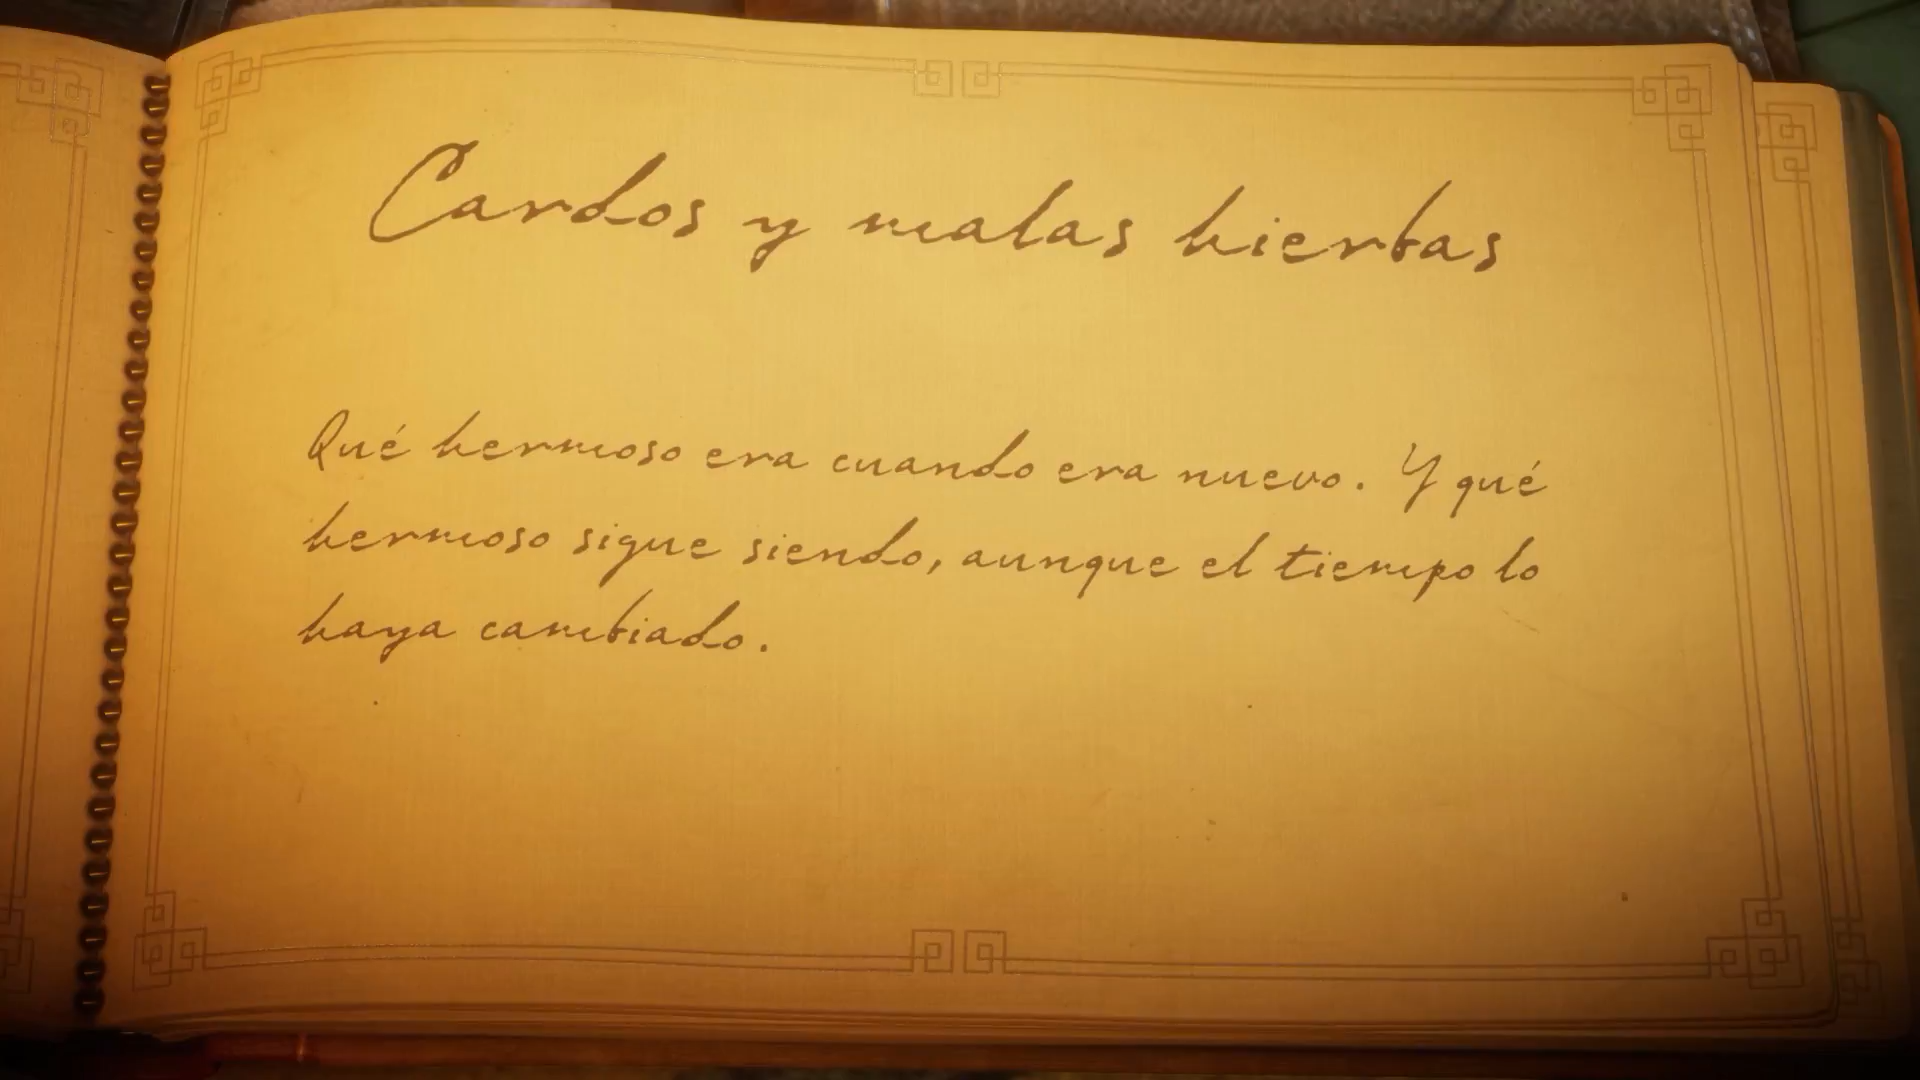 Cardos y malas hierbas
Qué hermoso era cuando era nuevo. Y qué
hermoso sigue siendo, aunque el tiempo lo
haya cambiado.